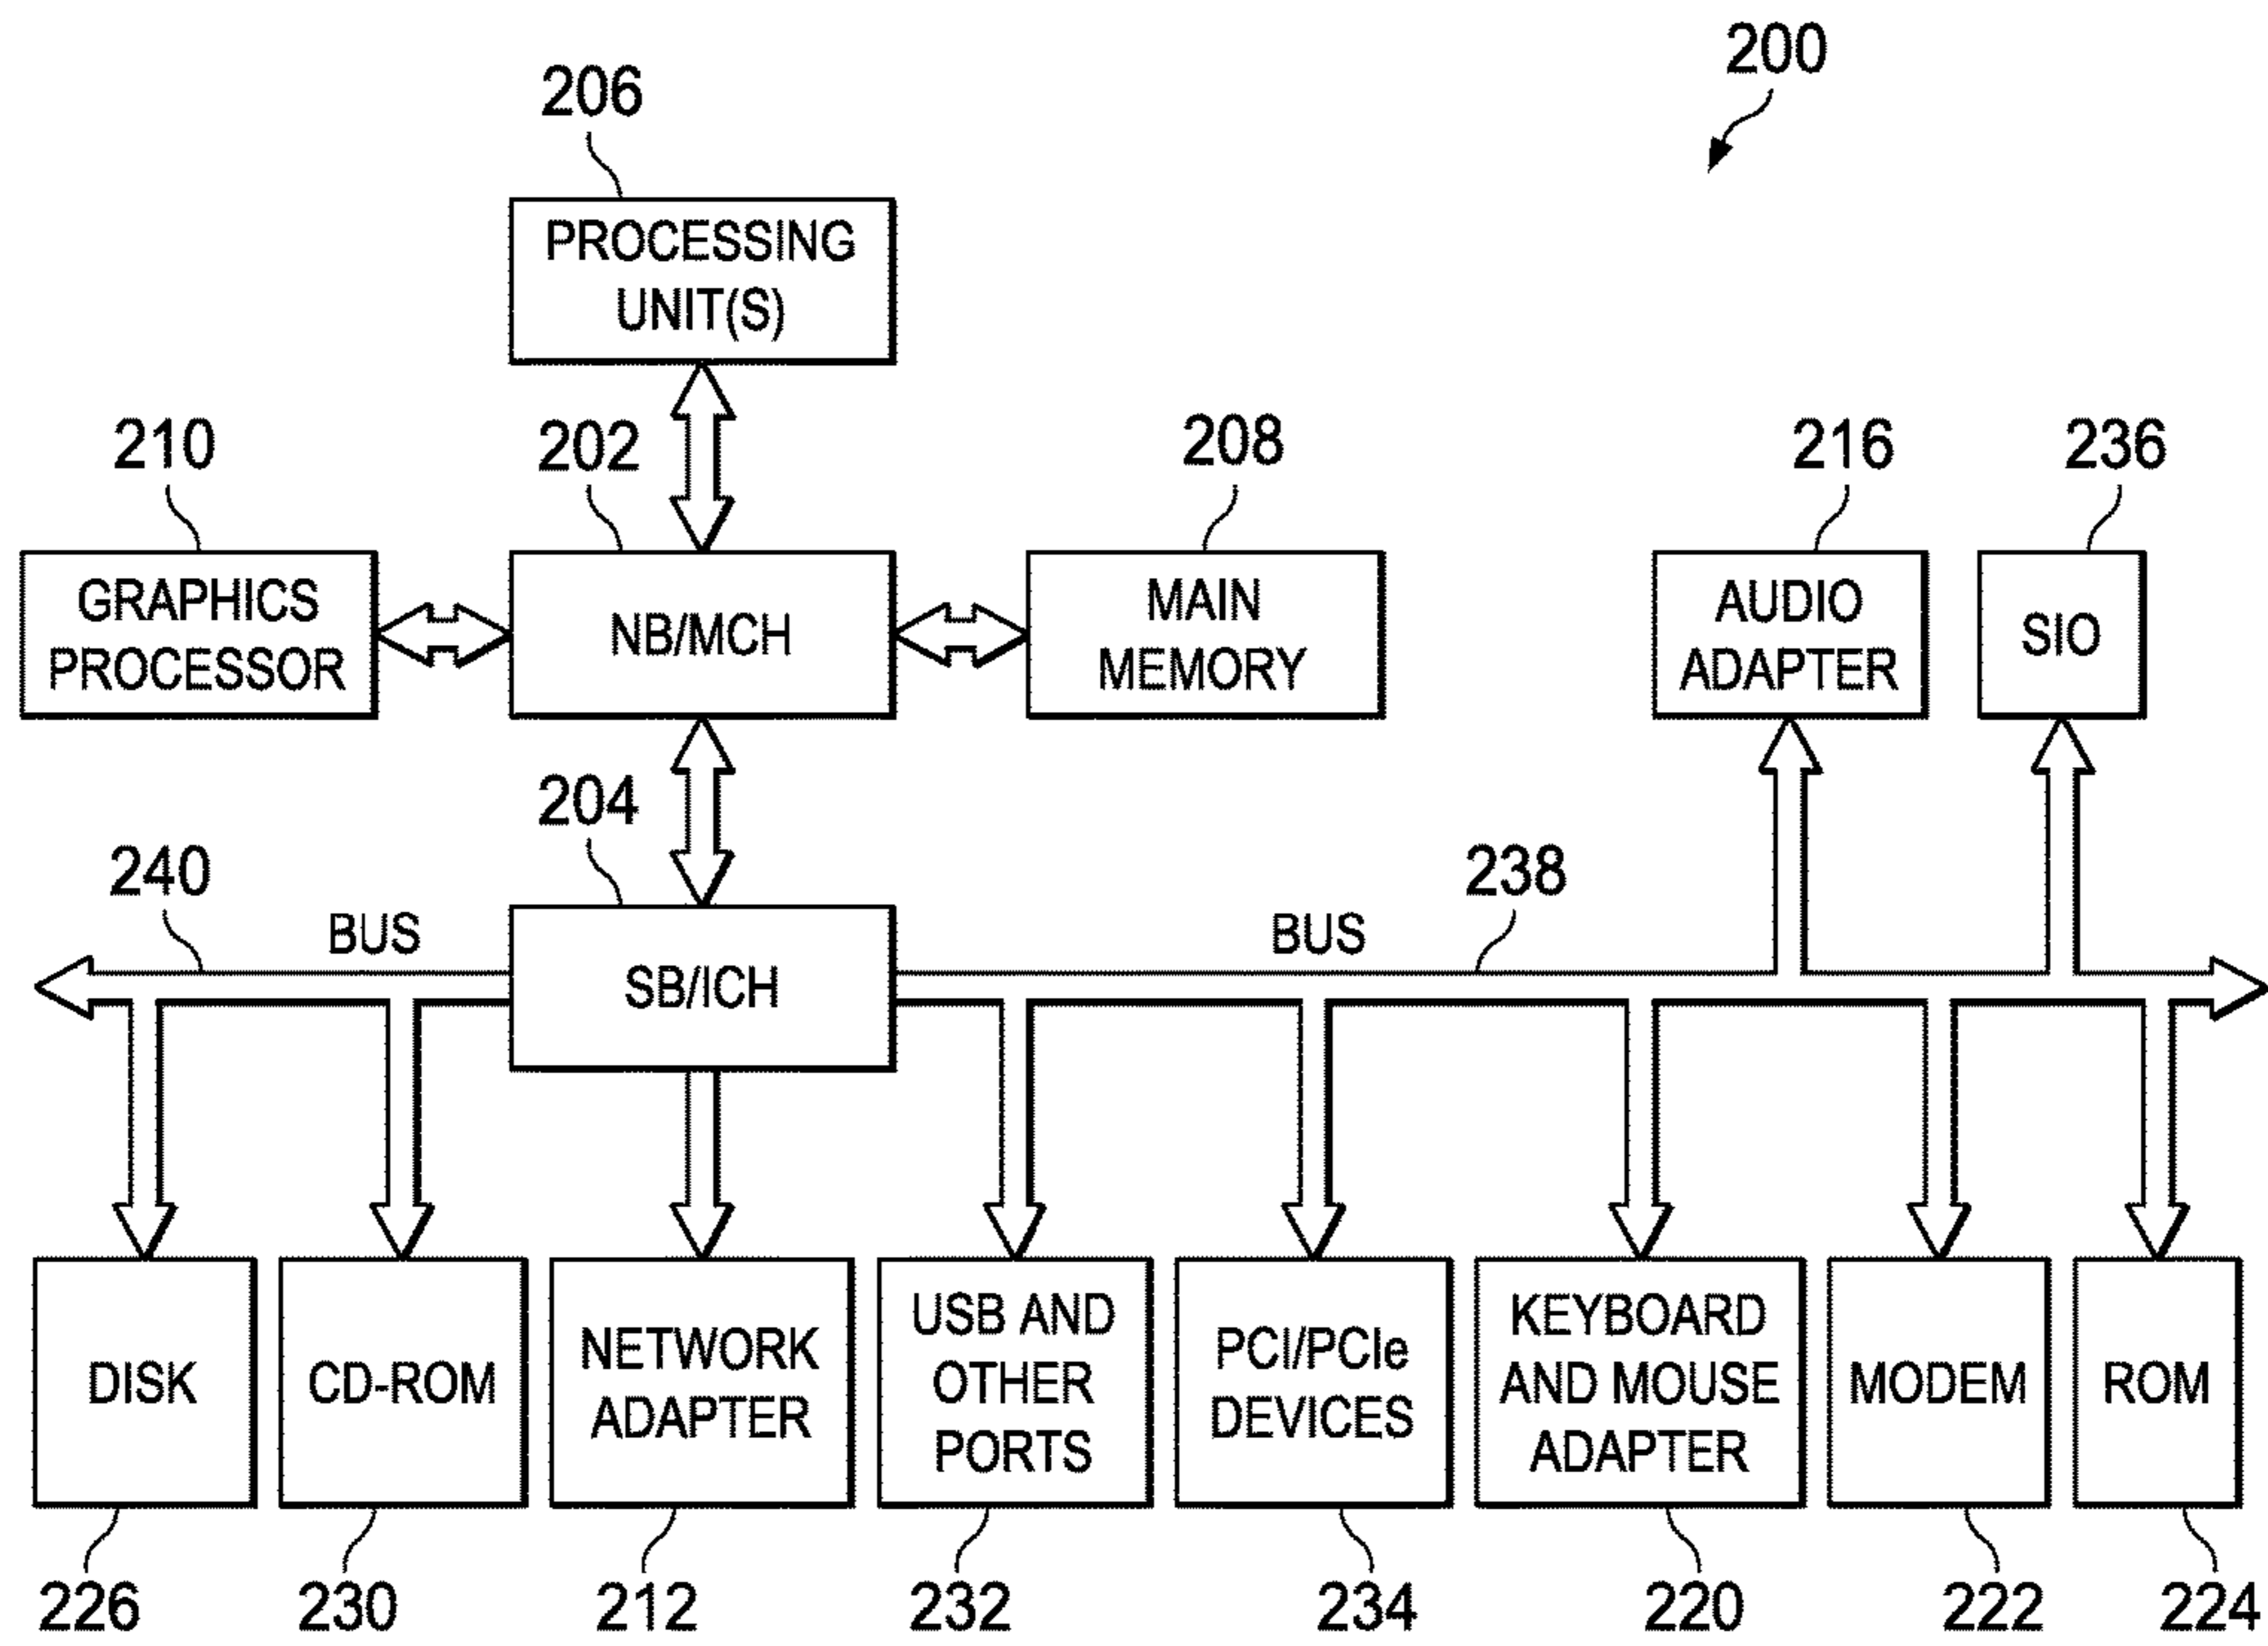 200
206
PROCESSING
UNIT(S)
210
202
208
216
236
GRAPHICS
PROCESSOR
NB/MCH
MAIN
MEMORY
AUDIO
ADAPTER
SIO
204
240
BUS
238
BUS
SB/ICH
DISK
CD-ROM
NETWORK
ADAPTER
USB AND
OTHER
PORTS
PCI/PCIe
DEVICES
KEYBOARD
AND MOUSE
ADAPTER
MODEM
ROM
226
230
212
232
234
220
222
224